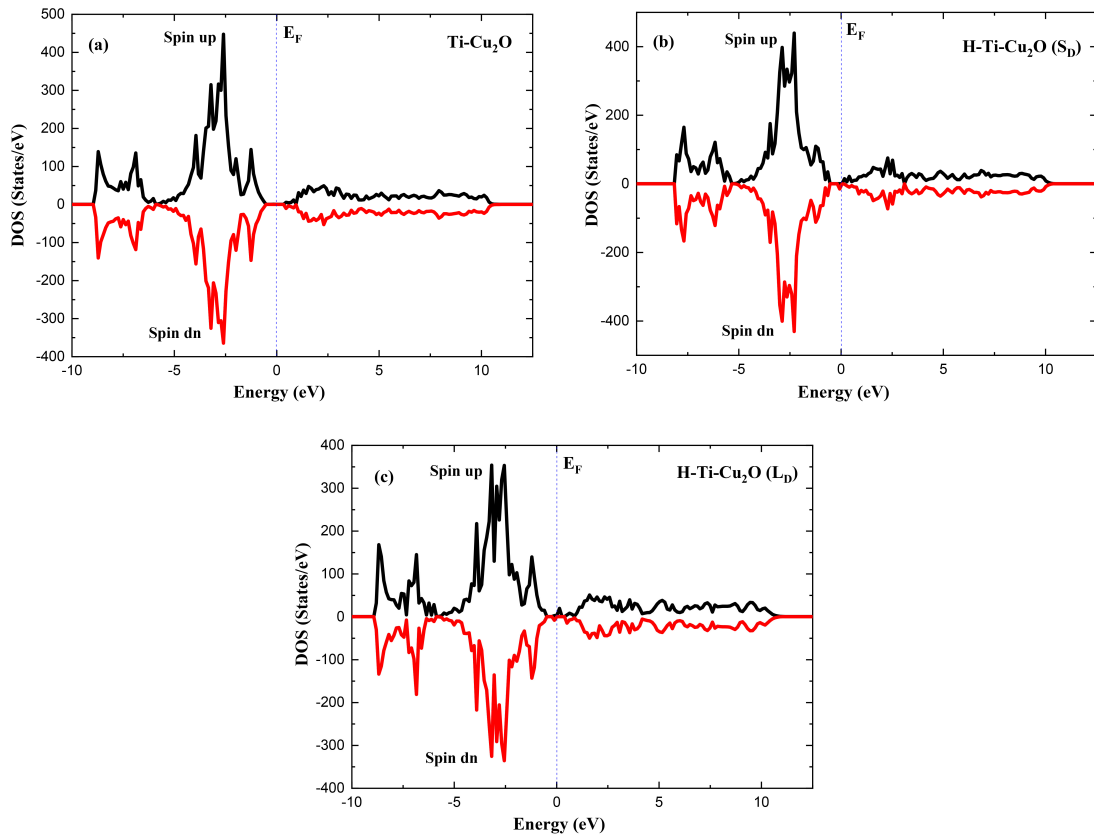 (a)
Spin up
E_F
Ti-Cu₂O
Spin dn
DOS (States/eV)
500
400
300
200
100
0
-100
-200
-300
-400
-10
-5
0
5
10
Energy (eV)
(b)
Spin up
E_F
H-Ti-Cu₂O (S_D)
Spin dn
DOS (States/eV)
400
200
0
-200
-400
-10
-5
0
5
10
Energy (eV)
(c)
Spin up
E_F
H-Ti-Cu₂O (L_D)
Spin dn
DOS (States/eV)
400
300
200
100
0
-100
-200
-300
-400
-10
-5
0
5
10
Energy (eV)